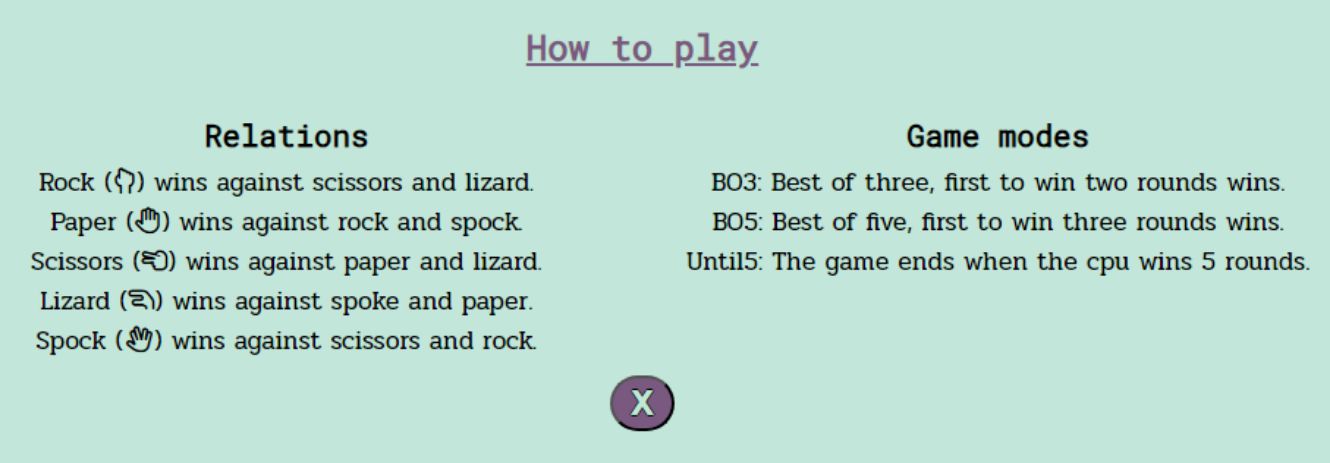 How to play
Relations
Rock () wins against scissors and lizard.
Paper () wins against rock and spock.
Scissors () wins against paper and lizard.
Lizard () wins against spoke and paper.
Spock () wins against scissors and rock.
Game modes
BO3: Best of three, first to win two rounds wins.
BO5: Best of five, first to win three rounds wins.
Until5: The game ends when the cpu wins 5 rounds.
X